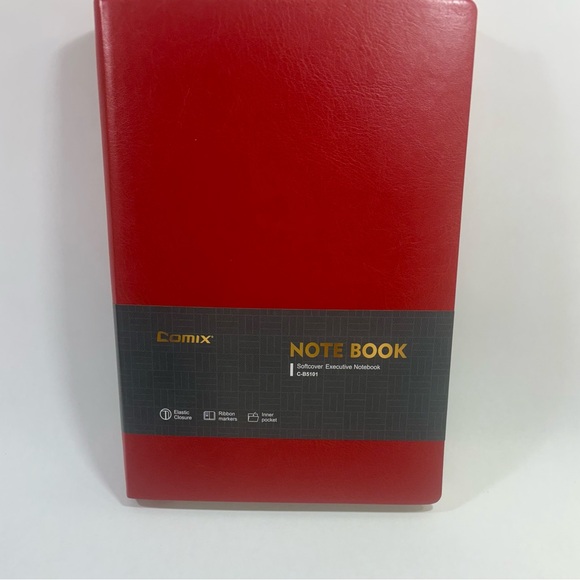 Comix®
NOTE BOOK
Softcover Executive Notebook
C-B5101
Elastic
Closure
Ribbon
markers
Inner
pocket